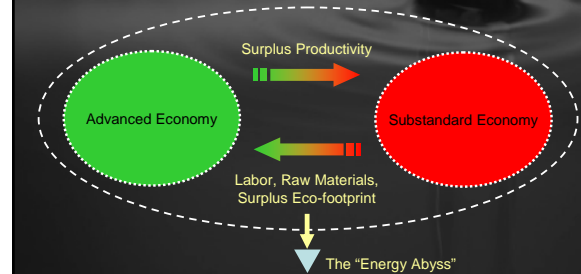 Surplus Productivity
Advanced Economy
Substandard Economy
Labor, Raw Materials,
Surplus Eco-footprint
The “Energy Abyss”